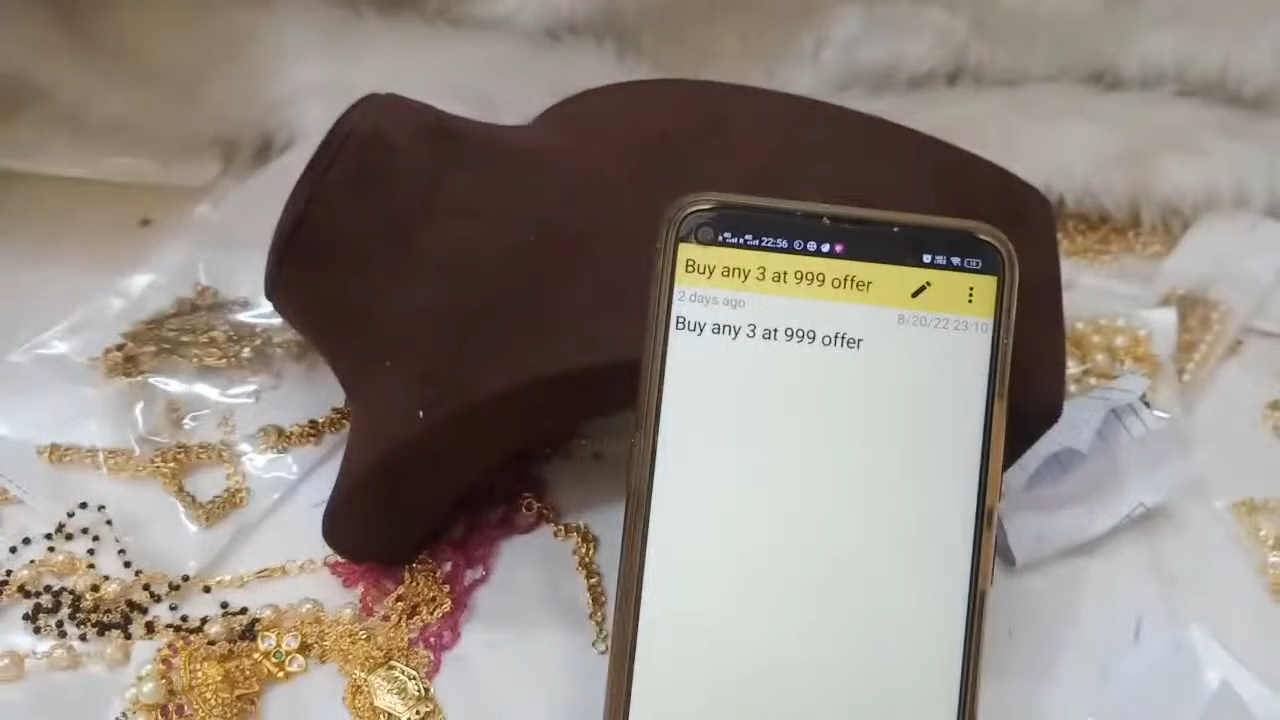 22:56
Buy any 3 at 999 offer
2 days ago
8/20/22 23:10
Buy any 3 at 999 offer